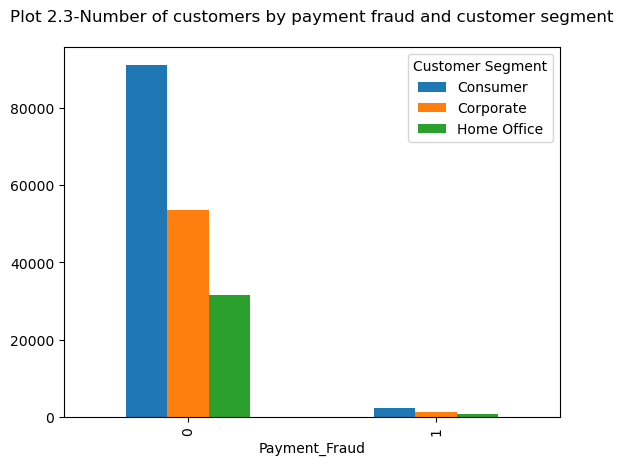 Plot 2.3-Number of customers by payment fraud and customer segment
Customer Segment
Consumer
Corporate
Home Office
80000
60000
40000
20000
0
0
1
Payment_Fraud